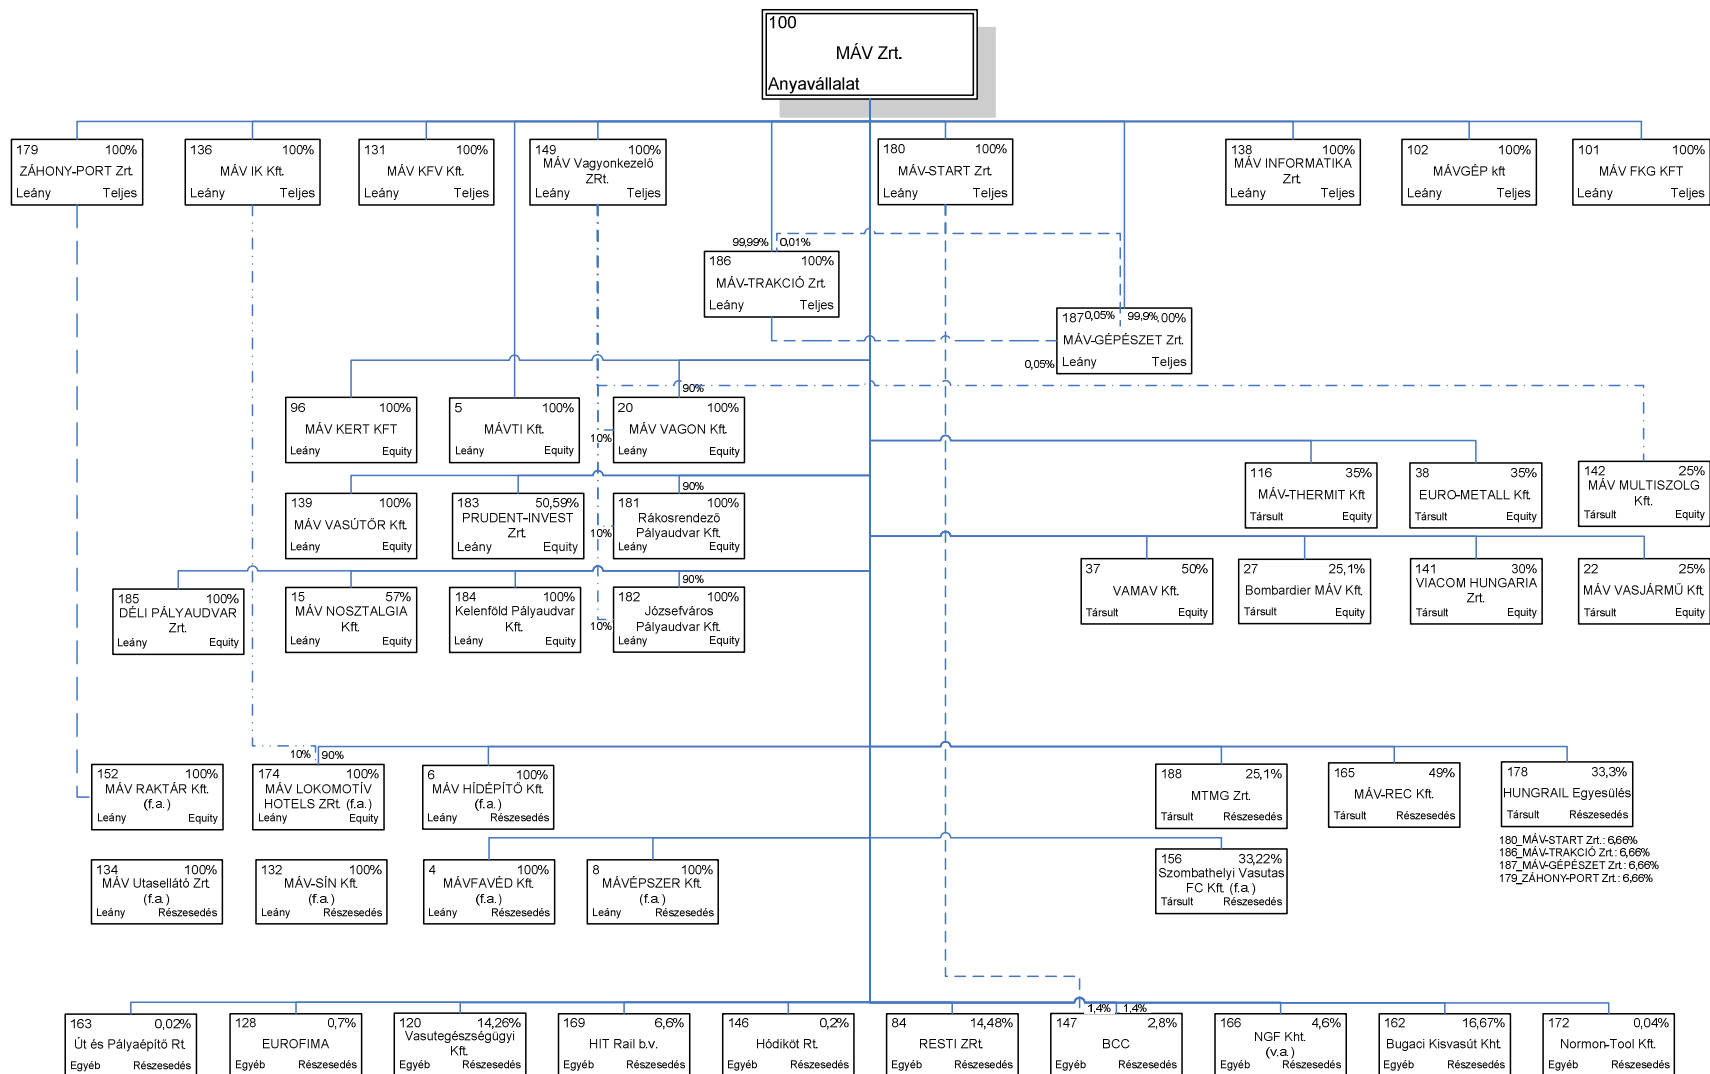 100
MÁV Zrt.
Anyavállalat
179 100%
ZÁHONY-PORT Zrt.
Leány Teljes
136 100%
MÁV IK Kft.
Leány Teljes
131 100%
MÁV KFV Kft.
Leány Teljes
149 100%
MÁV Vagyonkezelő
ZRt.
Leány Teljes
180 100%
MÁV-START Zrt.
Leány Teljes
138 100%
MÁV INFORMATIKA
Zrt.
Leány Teljes
102 100%
MÁVGÉP kft
Leány Teljes
101 100%
MÁV FKG KFT
Leány Teljes
99,99% 0,01%
186 100%
MÁV-TRAKCIÓ Zrt.
Leány Teljes
187 0,05% 99,9% ,00%
MÁV-GÉPÉSZET Zrt.
Leány Teljes
0,05%
90%
96 100%
MÁV KERT KFT
Leány Equity
5 100%
MÁVTI Kft.
Leány Equity
10%
20 100%
MÁV VAGON Kft.
Leány Equity
116 35%
MÁV-THERMIT Kft
Társult Equity
38 35%
EURO-METALL Kft.
Társult Equity
142 25%
MÁV MULTISZOLG
Kft.
Társult Equity
90%
139 100%
MÁV VASÚTŐR Kft.
Leány Equity
183 50,59%
PRUDENT-INVEST
Zrt.
Leány Equity
10%
181 100%
Rákosrendező
Pályaudvar Kft.
Leány Equity
37 50%
VAMAV Kft.
Társult Equity
27 25,1%
Bombardier MÁV Kft.
Társult Equity
141 30%
VIACOM HUNGARIA
Zrt.
Társult Equity
22 25%
MÁV VASJÁRMŰ Kft.
Társult Equity
90%
185 100%
DÉLI PÁLYAUDVAR
Zrt.
Leány Equity
15 57%
MÁV NOSZTALGIA
Kft.
Leány Equity
184 100%
Kelenföld Pályaudvar
Kft.
Leány Equity
10%
182 100%
Józsefváros
Pályaudvar Kft.
Leány Equity
10% 90%
152 100%
MÁV RAKTÁR Kft.
(f.a.)
Leány Equity
174 100%
MÁV LOKOMOTÍV
HOTELS ZRt. (f.a.)
Leány Equity
6 100%
MÁV HÍDÉPÍTŐ Kft.
(f.a.)
Leány Részesedés
188 25,1%
MTMG Zrt.
Társult Részesedés
165 49%
MÁV-REC Kft.
Társult Részesedés
178 33,3%
HUNGRAIL Egyesülés
Társult Részesedés
180_MÁV-START Zrt.: 6,66%
186_MÁV-TRAKCIÓ Zrt.: 6,66%
187_MÁV-GÉPÉSZET Zrt.: 6,66%
179_ZÁHONY-PORT Zrt.: 6,66%
134 100%
MÁV Utasellátó Zrt.
(f.a.)
Leány Részesedés
132 100%
MÁV-SÍN Kft.
(f.a.)
Leány Részesedés
4 100%
MÁVFAVÉD Kft.
(f.a.)
Leány Részesedés
8 100%
MÁVÉPSZER Kft.
(f.a.)
Leány Részesedés
156 33,22%
Szombathelyi Vasutas
FC Kft. (f.a.)
Társult Részesedés
1,4% 1,4%
163 0,02%
Út és Pályaépítő Rt.
Egyéb Részesedés
128 0,7%
EUROFIMA
Egyéb Részesedés
120 14,26%
Vasutegészségügyi
Kft.
Egyéb Részesedés
169 6,6%
HIT Rail b.v.
Egyéb Részesedés
146 0,2%
Hódiköt Rt.
Egyéb Részesedés
84 14,48%
RESTI ZRt.
Egyéb Részesedés
147 2,8%
BCC
Egyéb Részesedés
166 4,6%
NGF Kht.
(v.a.)
Egyéb Részesedés
162 16,67%
Bugaci Kisvasút Kht.
Egyéb Részesedés
172 0,04%
Normon-Tool Kft.
Egyéb Részesedés